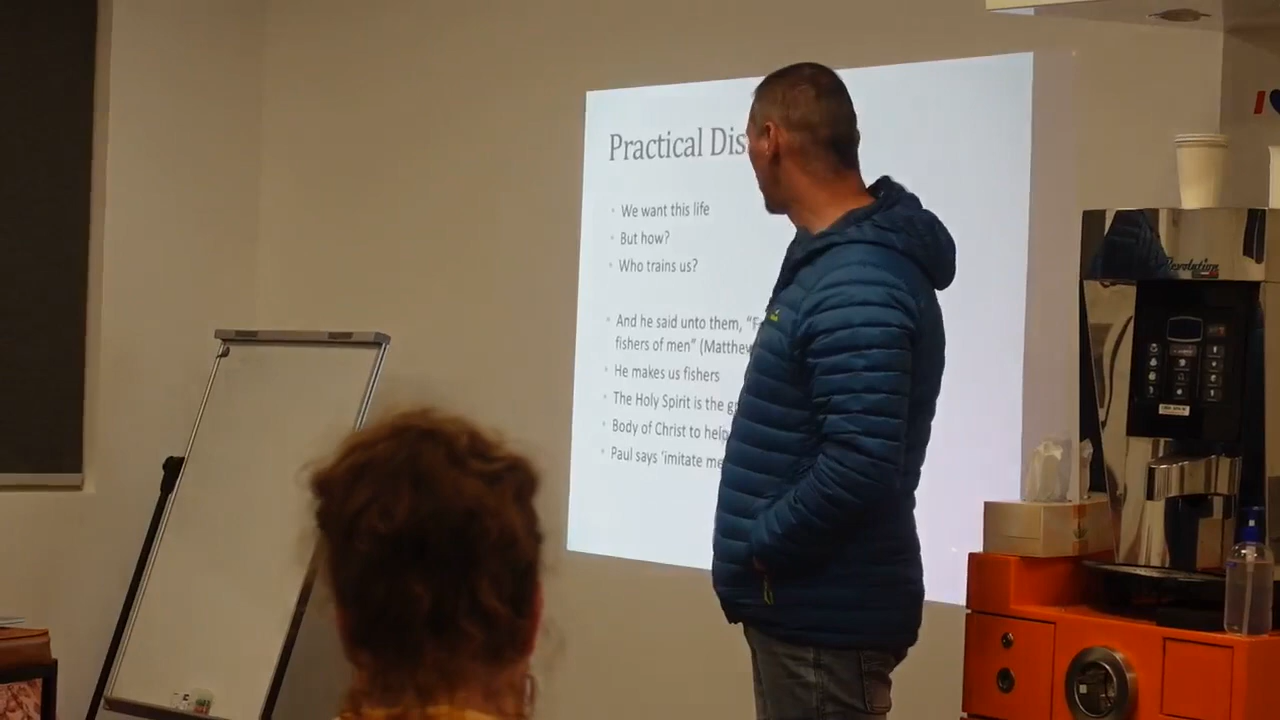 Practical Dis
• We want this life
• But how?
• Who trains us?
• And he said unto them, “F
fishers of men” (Matthew
• He makes us fishers
• The Holy Spirit is the g
• Body of Christ to help
• Paul says ‘imitate me
Revolution
I